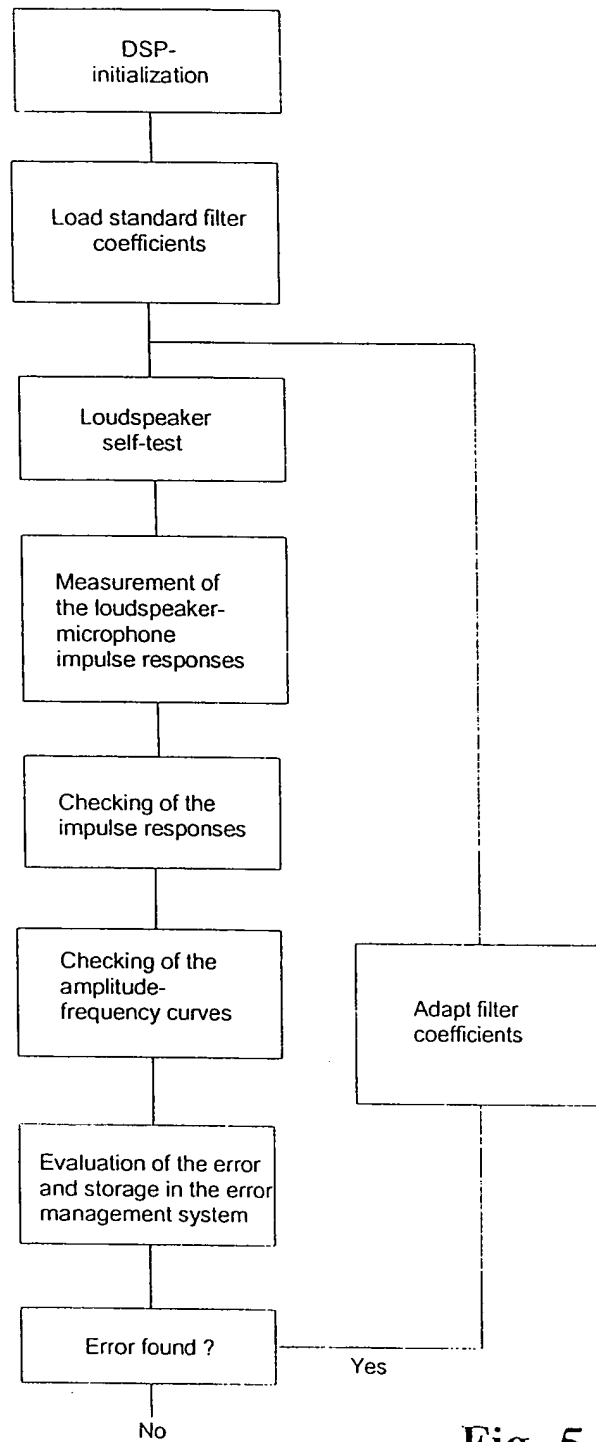 DSP-
initialization
Load standard filter
coefficients
Loudspeaker
self-test
Measurement of
the loudspeaker-
microphone
impulse responses
Checking of the
impulse responses
Checking of the
amplitude-
frequency curves
Adapt filter
coefficients
Evaluation of the error
and storage in the error
management system
Error found ?
Yes
No
Fig. 5